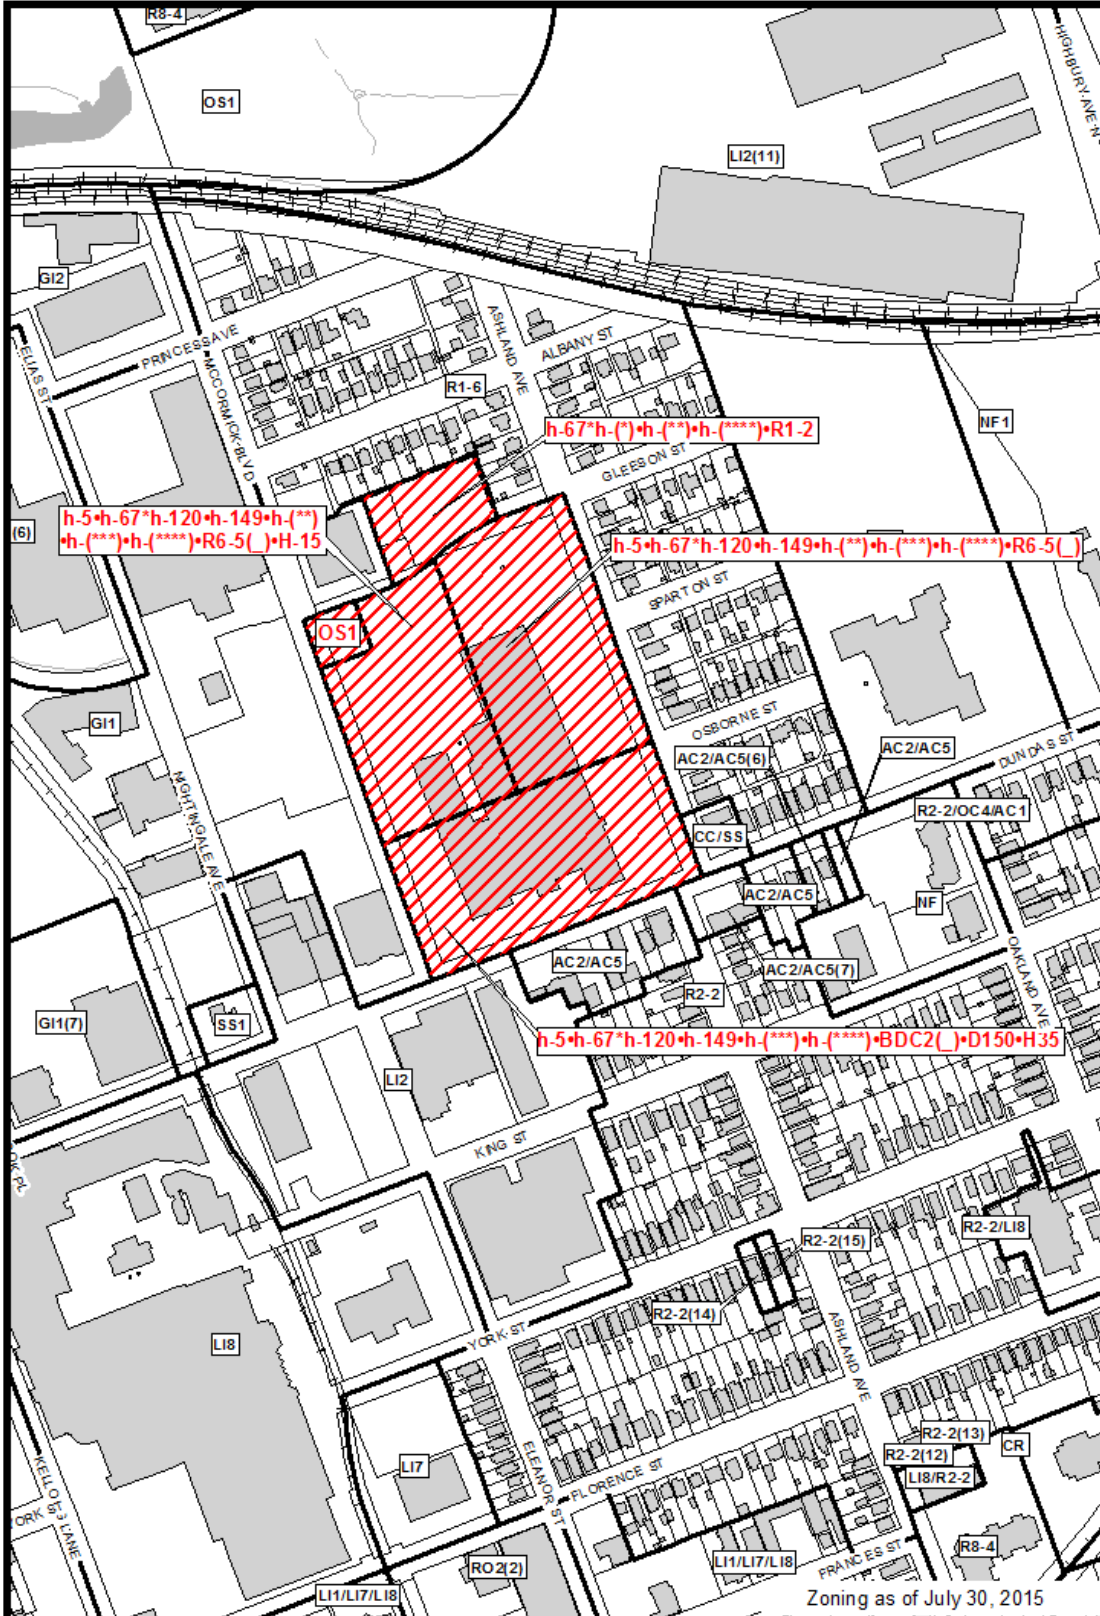 R8-4
OS1
HIGHBURY AVE N
LI2(11)
GI2
PRINCESS AVE
ELIAS ST
MCCORMICK BLVD
ASHLAND AVE
ALBANY ST
R1-6
NF1
h-67*h-(*)•h-(**)•h-(****)•R1-2
GLEESON ST
(6)
h-5•h-67*h-120•h-149•h-(**)
•h-(***)•h-(****)•R6-5(_)•H-15
h-5•h-67*h-120•h-149•h-(**)•h-(***)•h-(****)•R6-5(_)
SPARTON ST
OS1
GI1
OSBORNE ST
AC2/AC5(6)
AC2/AC5
DUNDAS ST
NIGHTINGALE AVE
R2-2/OC4/AC1
CC/SS
AC2/AC5
NF
AC2/AC5
AC2/AC5(7)
OAKLAND AVE
R2-2
GI1(7)
SS1
h-5•h-67*h-120•h-149•h-(***)•h-(****)•BDC2(_)•D150•H35
LI2
KING ST
OK PL
R2-2/LI8
R2-2(15)
R2-2(14)
YORK ST
LI8
ASHLAND AVE
LI7
ELEANOR ST
FLORENCE ST
R2-2(13)
R2-2(12)
CR
LI8/R2-2
KELLOGGS LANE
YORK ST
RO2(2)
LI1/LI7/LI8
FRANCES ST
R8-4
LI1/LI7/LI8
Zoning as of July 30, 2015